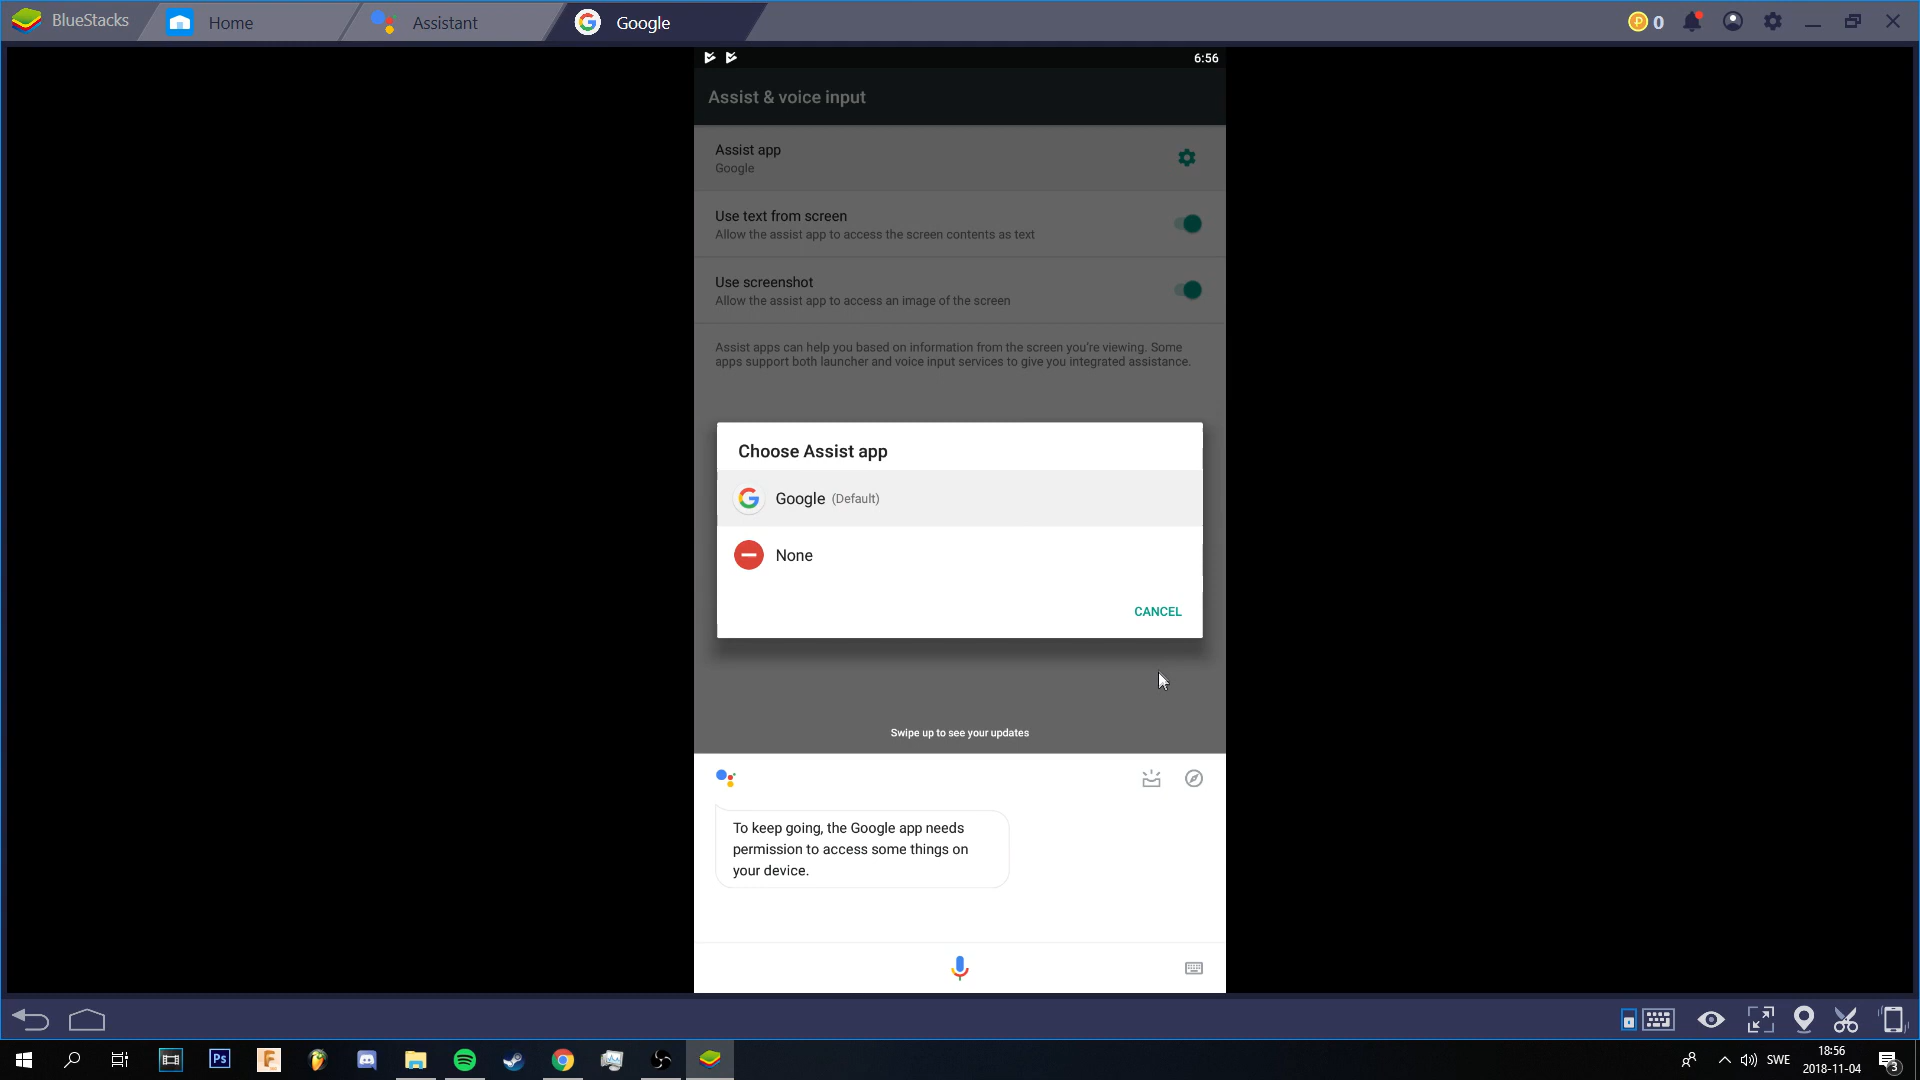 BlueStacks
Home
Assistant
Google
0
6:56
Assist & voice input
Assist app
Google
Use text from screen
Allow the assist app to access the screen contents as text
Use screenshot
Allow the assist app to access an image of the screen
Assist apps can help you based on information from the screen you're viewing. Some
apps support both launcher and voice input services to give you integrated assistance.
Choose Assist app
Google (Default)
None
CANCEL
Swipe up to see your updates
To keep going, the Google app needs
permission to access some things on
your device.
Ps
SWE
18:56
2018-11-04
3